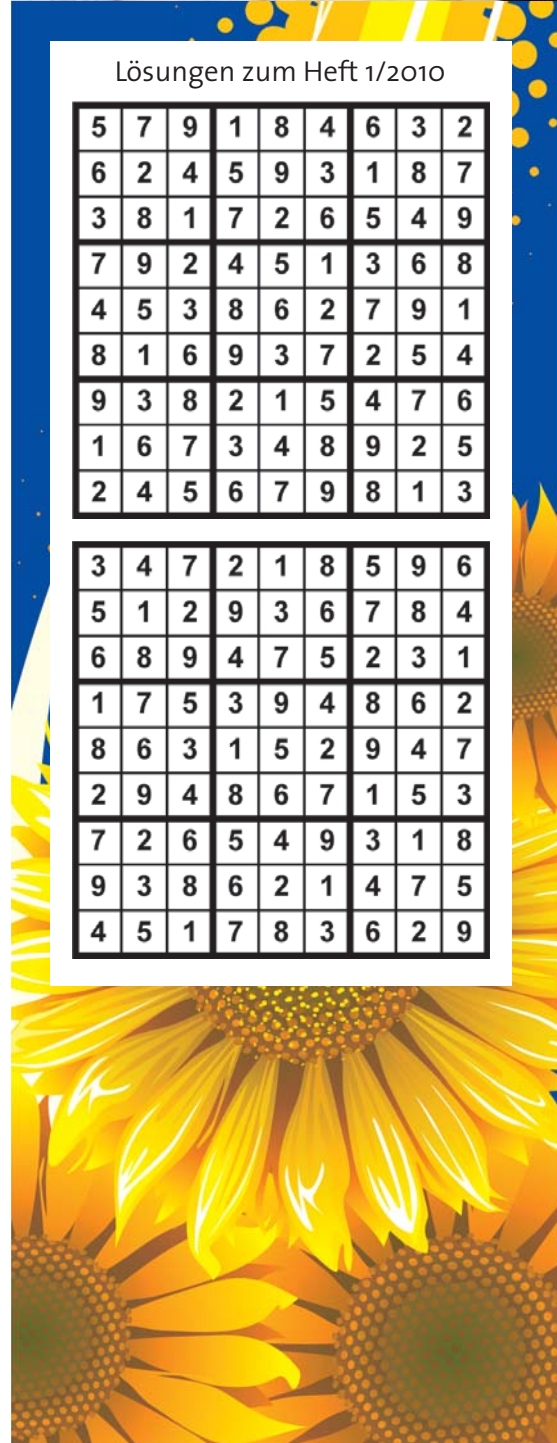 Lösungen zum Heft 1/2010
5 7 9 1 8 4 6 3 2
6 2 4 5 9 3 1 8 7
3 8 1 7 2 6 5 4 9
7 9 2 4 5 1 3 6 8
4 5 3 8 6 2 7 9 1
8 1 6 9 3 7 2 5 4
9 3 8 2 1 5 4 7 6
1 6 7 3 4 8 9 2 5
2 4 5 6 7 9 8 1 3
3 4 7 2 1 8 5 9 6
5 1 2 9 3 6 7 8 4
6 8 9 4 7 5 2 3 1
1 7 5 3 9 4 8 6 2
8 6 3 1 5 2 9 4 7
2 9 4 8 6 7 1 5 3
7 2 6 5 4 9 3 1 8
9 3 8 6 2 1 4 7 5
4 5 1 7 8 3 6 2 9